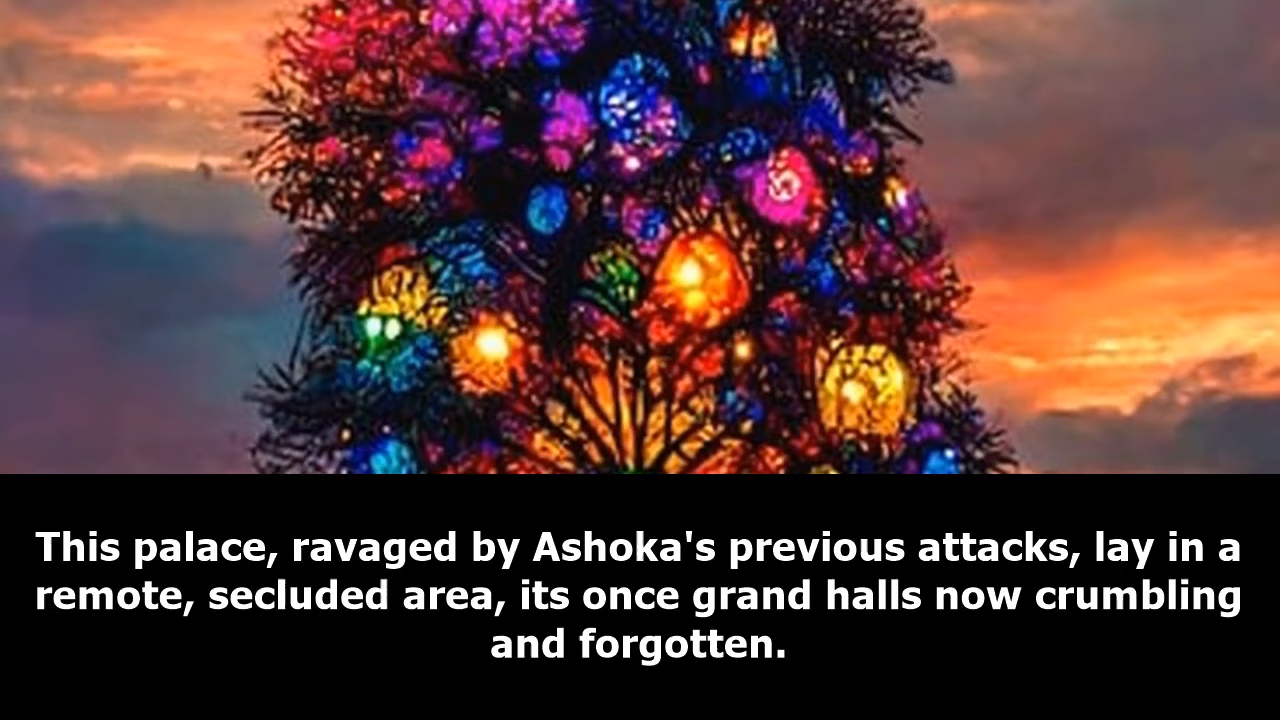 This palace, ravaged by Ashoka's previous attacks, lay in a
remote, secluded area, its once grand halls now crumbling
and forgotten.